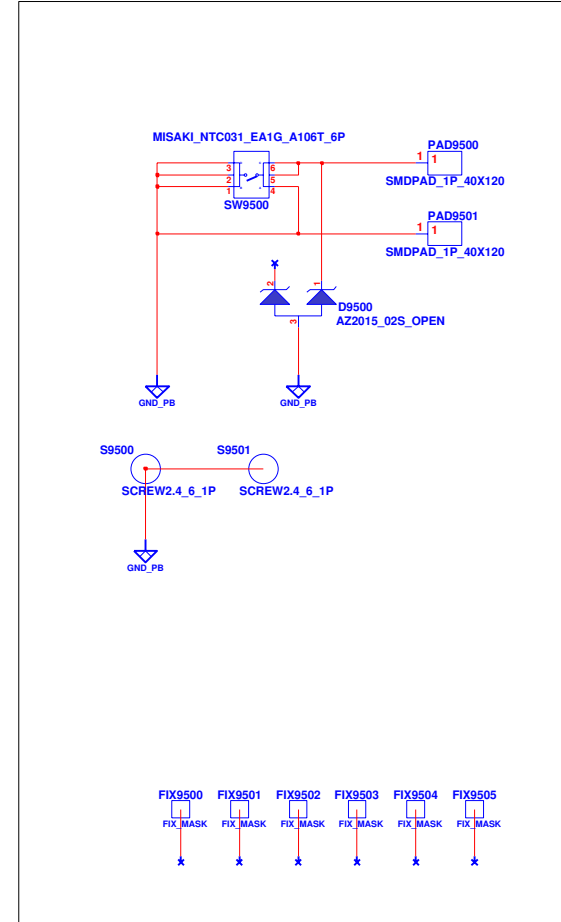 MISAKI_NTC031_EA1G_A106T_6P
PAD9500
1 1
SMDPAD_1P_40X120
3 6
2 5
1 4
SW9500
PAD9501
1 1
SMDPAD_1P_40X120
2 1
D9500
AZ2015_02S_OPEN
3
GND_PB GND_PB
S9500 S9501
SCREW2.4_6_1P SCREW2.4_6_1P
GND_PB
FIX9500 FIX9501 FIX9502 FIX9503 FIX9504 FIX9505
FIX_MASK FIX_MASK FIX_MASK FIX_MASK FIX_MASK FIX_MASK